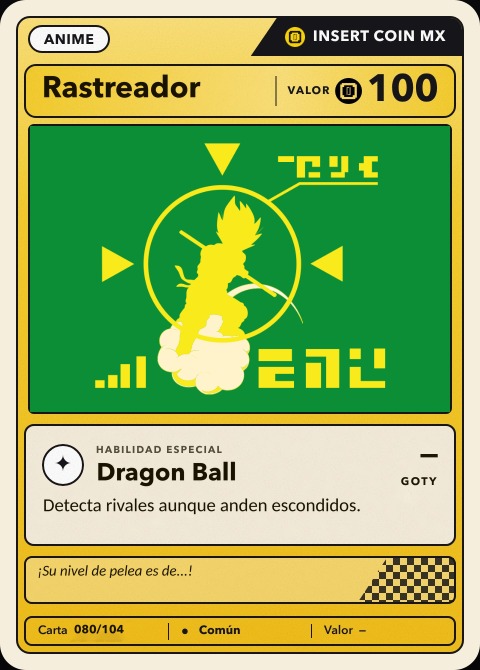 ANIME
INSERT COIN MX
Rastreador
VALOR 100
HABILIDAD ESPECIAL
Dragon Ball
—
GOTY
Detecta rivales aunque anden escondidos.
¡Su nivel de pelea es de...!
Carta 080/104 • Común Valor —